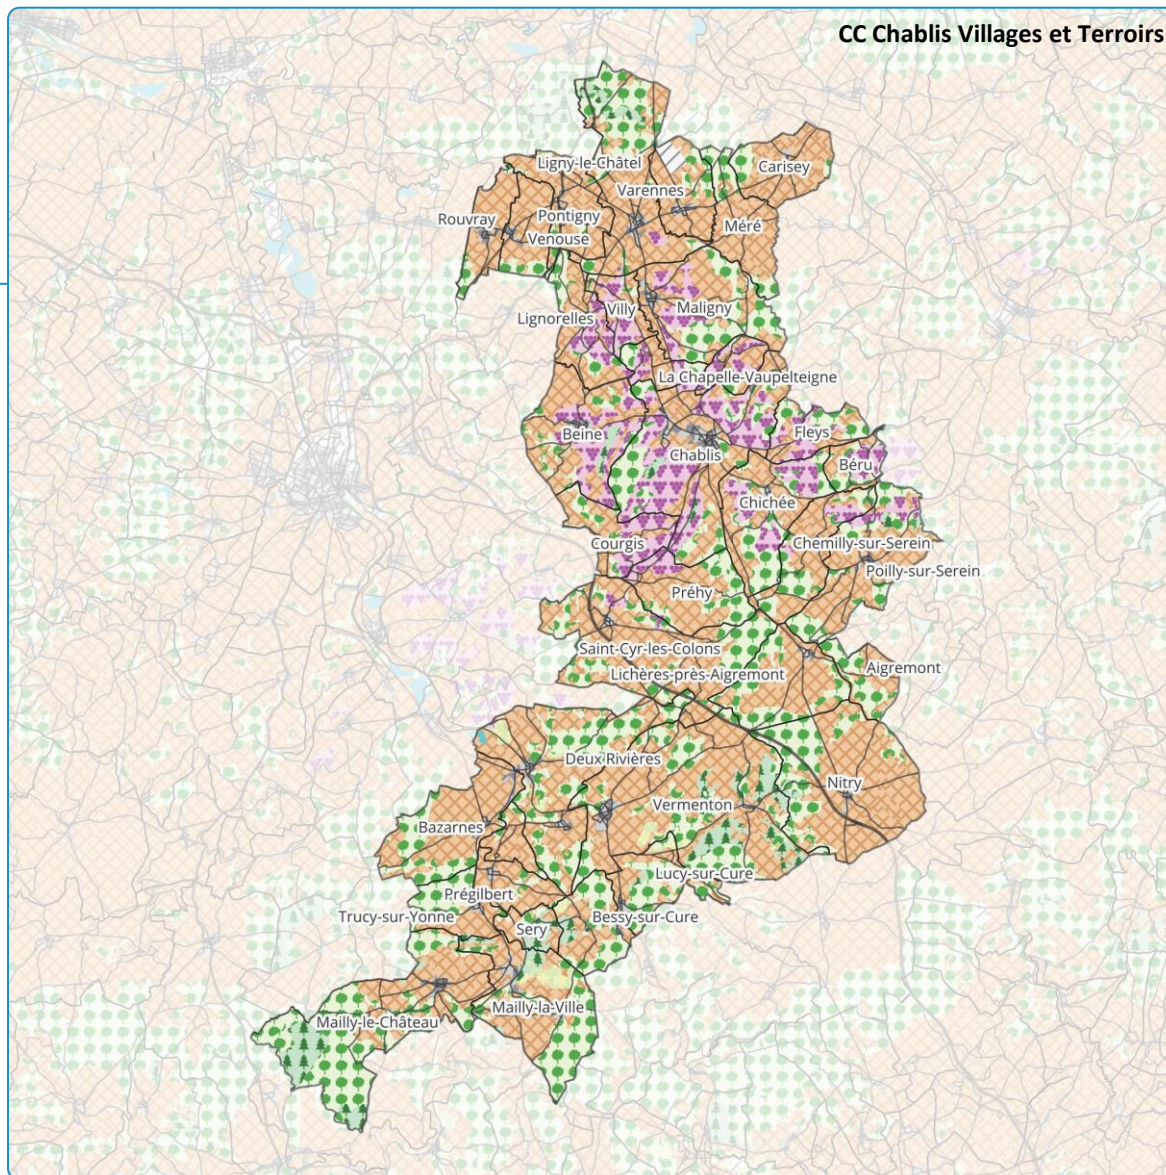 CC Chablis Villages et Terroirs
Ligny-le-Châtel
Carisey
Varennes
Rouvray
Pontigny
Méré
Venouse
Villy
Maligny
Lignorelles
La Chapelle-Vaupelteigne
Beine
Fleys
Chablis
Béru
Chichée
Courgis
Chemilly-sur-Serein
Poilly-sur-Serein
Préhy
Saint-Cyr-les-Colons
Aigremont
Lichères-près-Aigremont
Deux Rivières
Nitry
Vermenton
Bazarnes
Lucy-sur-Cure
Prégilbert
Trucy-sur-Yonne
Bessy-sur-Cure
Sery
Mailly-la-Ville
Mailly-le-Château